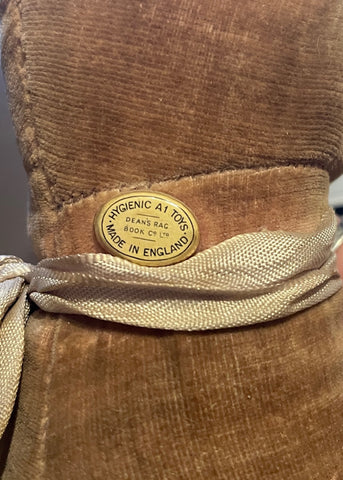 · HYGIENIC A1 TOYS ·
DEAN'S RAG
BOOK Co LTD
MADE IN ENGLAND